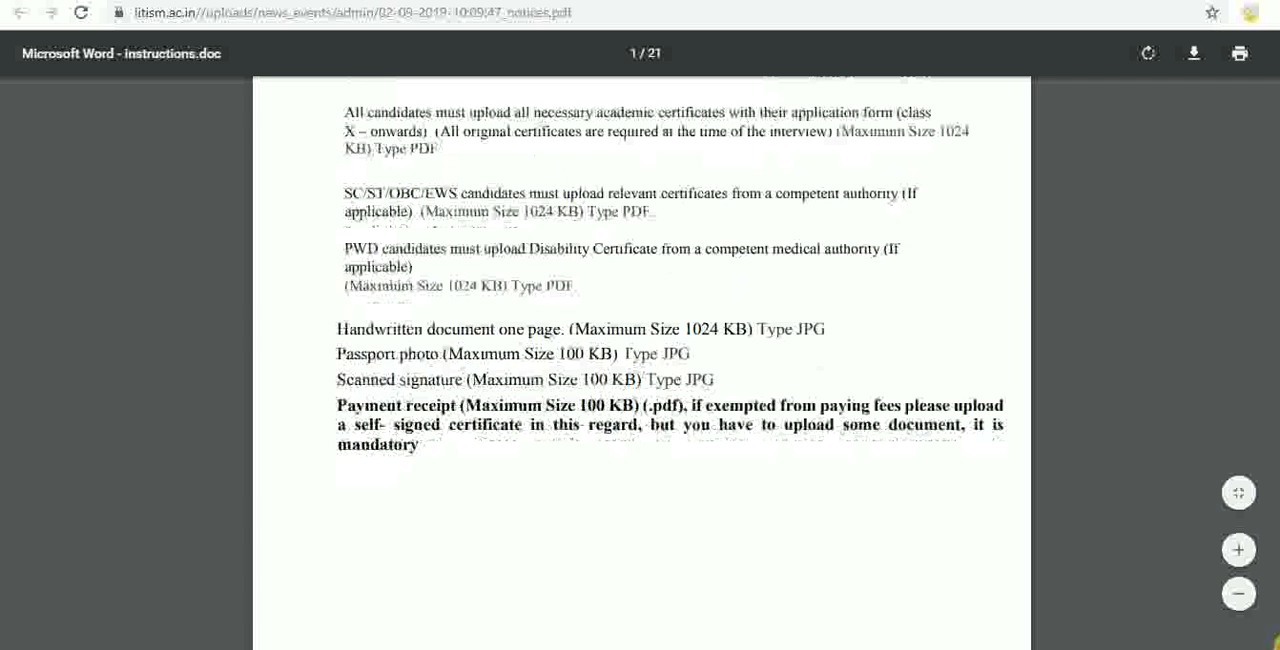 iitism.ac.in//uploads/news_events/admin/02-09-2019-10:09:47_notices.pdf
Microsoft Word - instructions.doc
1 / 21
All candidates must upload all necessary academic certificates with their application form (class
X – onwards) (All original certificates are required at the time of the interview) (Maximum Size 1024
KB) Type PDF
SC/ST/OBC/EWS candidates must upload relevant certificates from a competent authority (If
applicable) (Maximum Size 1024 KB) Type PDF
PWD candidates must upload Disability Certificate from a competent medical authority (If
applicable)
(Maximum Size 1024 KB) Type PDF
Handwritten document one page. (Maximum Size 1024 KB) Type JPG
Passport photo (Maximum Size 100 KB) Type JPG
Scanned signature (Maximum Size 100 KB) Type JPG
Payment receipt (Maximum Size 100 KB) (.pdf), if exempted from paying fees please upload
a self- signed certificate in this regard, but you have to upload some document, it is
mandatory